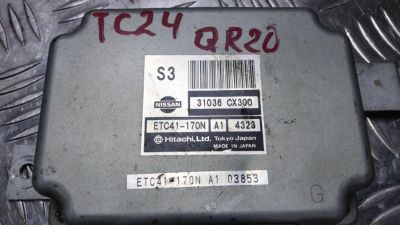 TC24 QR20
S3
NISSAN
31036 CX300
ETC41-170N A1 4323
Hitachi, Ltd. Tokyo Japan
MADE IN JAPAN
ETC41-170N A1 03853
G